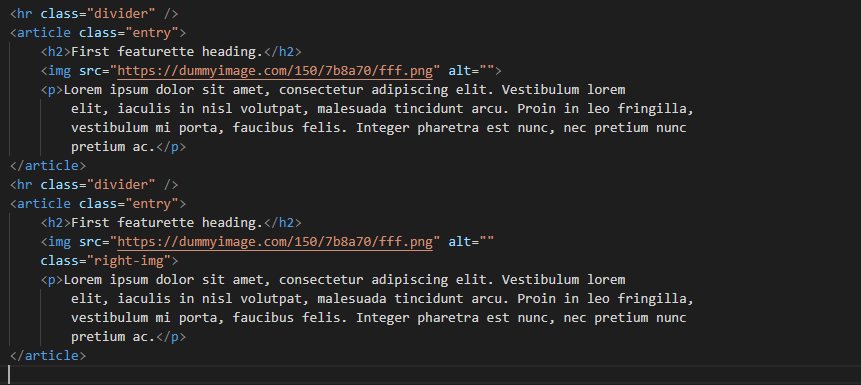 <hr class="divider" />
<article class="entry">
<h2>First featurette heading.</h2>
<img src="https://dummyimage.com/150/7b8a70/fff.png" alt="">
<p>Lorem ipsum dolor sit amet, consectetur adipiscing elit. Vestibulum lorem
elit, iaculis in nisl volutpat, malesuada tincidunt arcu. Proin in leo fringilla,
vestibulum mi porta, faucibus felis. Integer pharetra est nunc, nec pretium nunc
pretium ac.</p>
</article>
<hr class="divider" />
<article class="entry">
<h2>First featurette heading.</h2>
<img src="https://dummyimage.com/150/7b8a70/fff.png" alt=""
class="right-img">
<p>Lorem ipsum dolor sit amet, consectetur adipiscing elit. Vestibulum lorem
elit, iaculis in nisl volutpat, malesuada tincidunt arcu. Proin in leo fringilla,
vestibulum mi porta, faucibus felis. Integer pharetra est nunc, nec pretium nunc
pretium ac.</p>
</article>